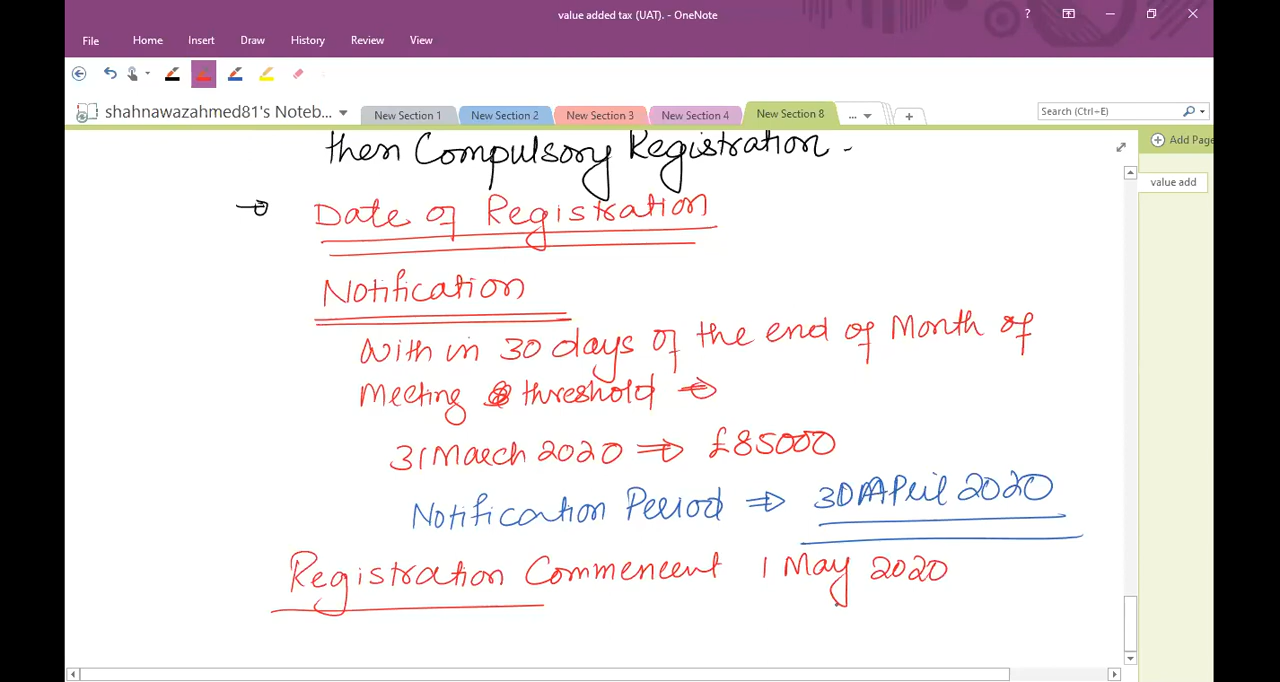 value added tax (UAT). - OneNote
?
File Home Insert Draw History Review View
shahnawazahmed81's Noteb... New Section 1 New Section 2 New Section 3 New Section 4 New Section 8 ... + Search (Ctrl+E)
then Compulsory Registration.
Add Page
value add
→ Date of Registration
Notification
With in 30 days of the end of Month of
Meeting threshold →
31 March 2020 ⇒ £85000
Notification Period ⇒ 30 April 2020
Registration Commencent 1 May 2020